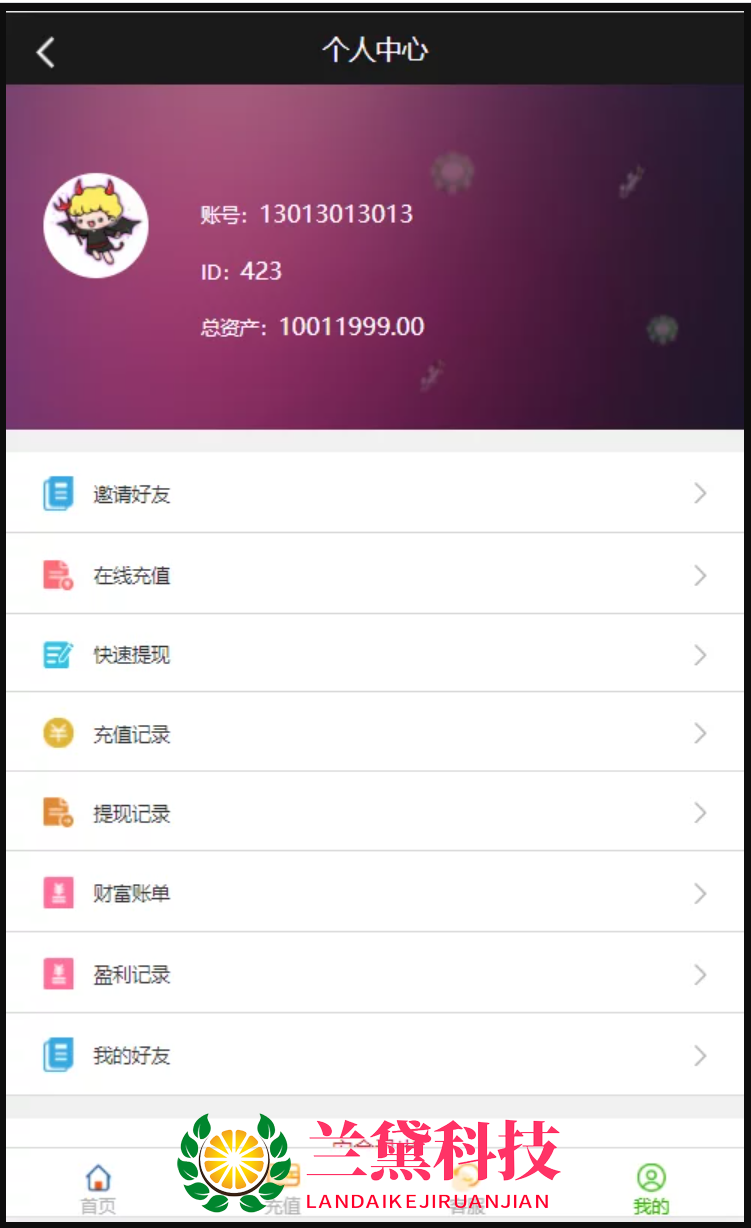 个人中心
账号: 13013013013
ID: 423
总资产: 10011999.00
邀请好友
在线充值
快速提现
充值记录
提现记录
财富账单
盈利记录
我的好友
兰黛科技
LANDAIKEJIRUANJIAN
首页
充值
客服
我的